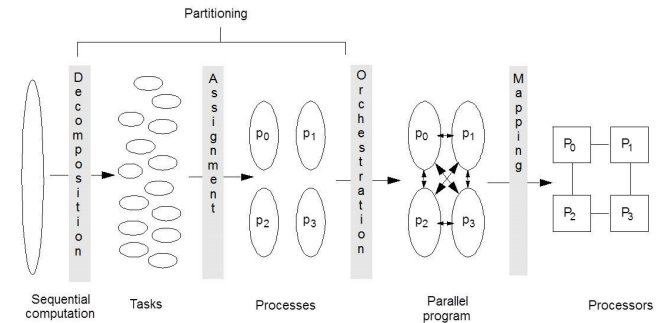 Partitioning
Decomposition
Assignment
Orchestration
Mapping
p0
p1
p2
p3
p0
p1
p2
p3
P0
P1
P2
P3
Sequential
computation
Tasks
Processes
Parallel
program
Processors